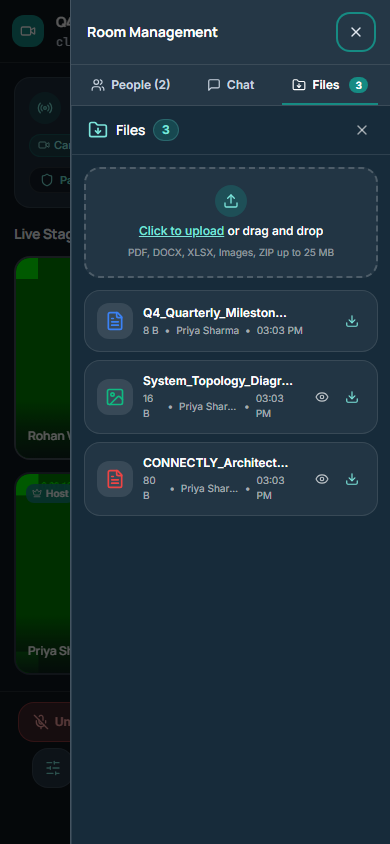 Q4
cl
Room Management
People (2)
Chat
Files
3
Files 3
Click to upload or drag and drop
PDF, DOCX, XLSX, Images, ZIP up to 25 MB
Q4_Quarterly_Mileston...
8 B • Priya Sharma • 03:03 PM
System_Topology_Diagr...
16 B • Priya Shar... • 03:03 PM
CONNECTLY_Architect...
80 B • Priya Shar... • 03:03 PM
Ca
Pa
Live Stag
Rohan V
Host
Priya Sh
Un